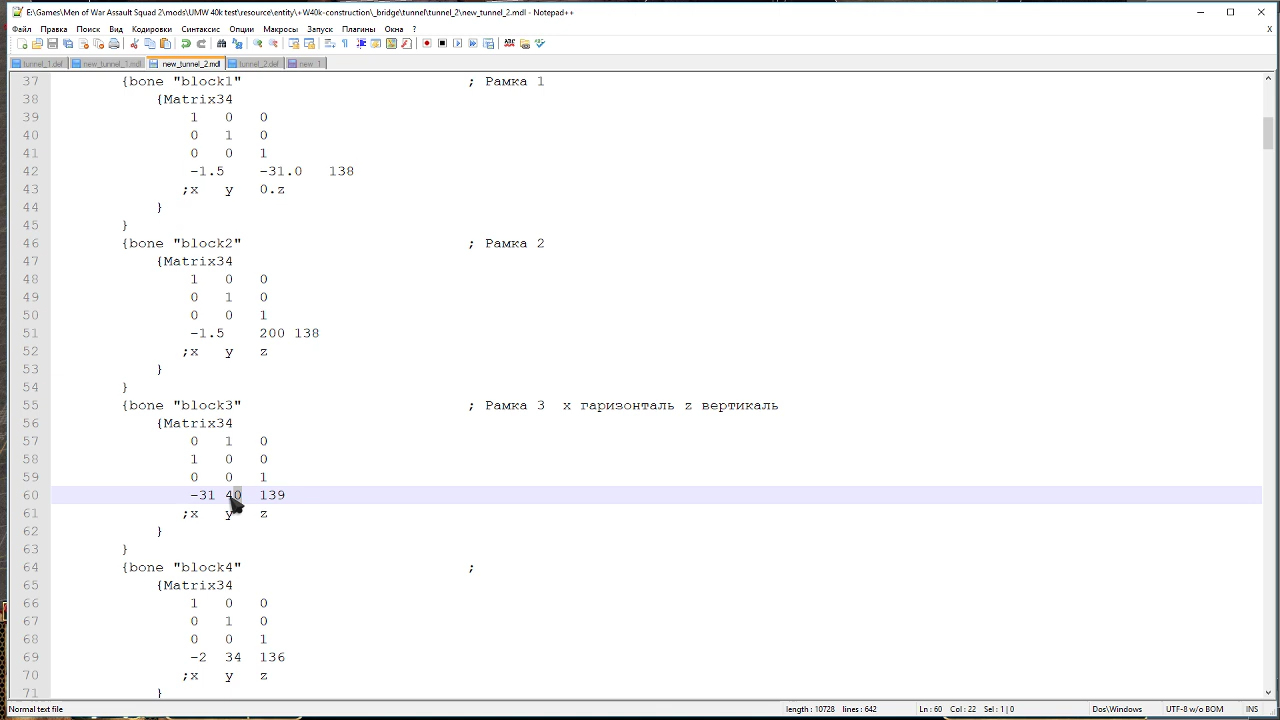 E:\Games\Men of War Assault Squad 2\mods\UMW 40k test\resource\entity\+W40k-construction\_bridge\tunnel\tunnel_2\new_tunnel_2.mdl - Notepad++
Файл Правка Поиск Вид Кодировки Синтаксис Опции Макросы Запуск Плагины Окна ? X
tunnel_1.def new_tunnel_1.mdl new_tunnel_2.mdl tunnel_2.def new 1
37 {bone "block1" ; Рамка 1
38 {Matrix34
39 1 0 0
40 0 1 0
41 0 0 1
42 -1.5 -31.0 138
43 ;x y 0.z
44 }
45 }
46 {bone "block2" ; Рамка 2
47 {Matrix34
48 1 0 0
49 0 1 0
50 0 0 1
51 -1.5 200 138
52 ;x y z
53 }
54 }
55 {bone "block3" ; Рамка 3 x гаризонталь z вертикаль
56 {Matrix34
57 0 1 0
58 1 0 0
59 0 0 1
60 -31 40 139
61 ;x y z
62 }
63 }
64 {bone "block4" ;
65 {Matrix34
66 1 0 0
67 0 1 0
68 0 0 1
69 -2 34 136
70 ;x y z
71 }
Normal text file length : 10728 lines : 642 Ln : 60 Col : 22 Sel : 1 | 0 Dos\Windows UTF-8 w/o BOM INS